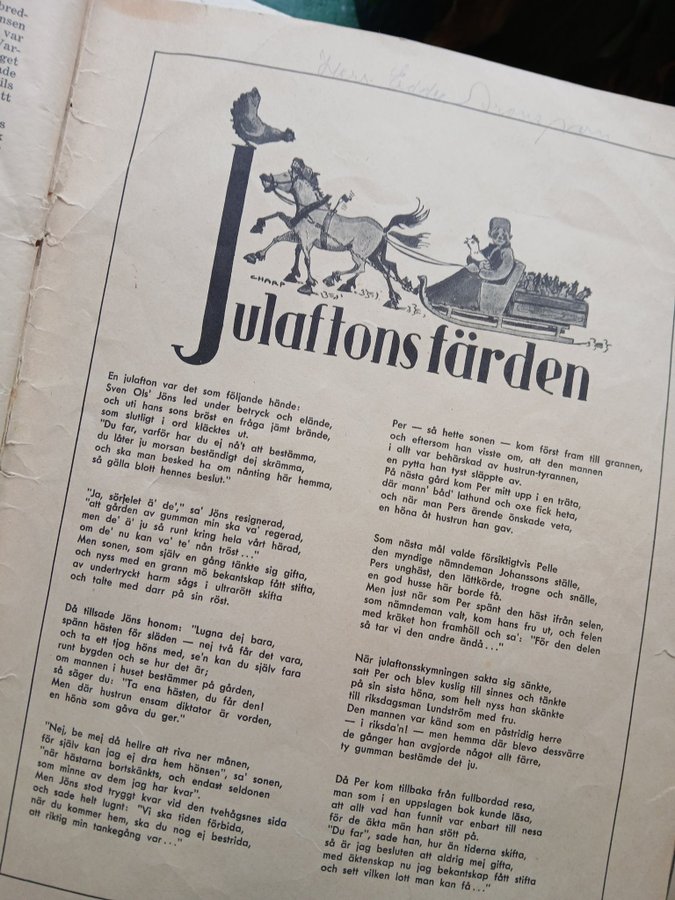 bred-
nsen
var
Var-
get
ade
ils
tt
s
k
Herr
CHARP
Julaftonsfärden
En julafton var det som följande hände:
Sven Ols' Jöns led under betryck och elände,
och uti hans sons bröst en fråga jämt brände,
som slutligt i ord kläcktes ut.
"Du far, varför har du ej nå't att bestämma,
du låter ju morsan beständigt dej skrämma,
och ska man besked ha om nånting här hemma,
så gälla blott hennes beslut."
"Ja, sörjelet ä' de'," sa' Jöns resignerad,
"att gården av gumman min ska va' regerad,
men de' ä' ju så runt kring hela vårt härad,
om de' nu kan va' te' nån tröst..."
Men sonen, som själv en gång tänkte sig gifta,
och nyss med en grann mö bekantskap fått stifta,
av undertryckt harm sågs i ultrarött skifta
och talte med darr på sin röst.
Då tillsade Jöns honom: "Lugna dej bara,
spänn hästen för släden — nej två får det vara,
och ta ett tjog höns med, se'n kan du själv fara
runt bygden och se hur det är;
om mannen i huset bestämmer på gården,
så säger du: "Ta ena hästen, du får den!
Men där hustrun ensam diktator är vorden,
en höna som gåva du ger."
"Nej, be mej då hellre att riva ner månen,
för själv kan jag ej dra hem hönsen", sa' sonen,
"när hästarna bortskänkts, och endast seldonen
som minne av dem jag har kvar".
Men Jöns stod tryggt kvar vid den tvehågsnes sida
och sade helt lugnt: "Vi ska tiden förbida,
när du kommer hem, ska du nog ej bestrida,
att riktig min tankegång var..."
Per — så hette sonen — kom först fram till grannen,
och eftersom han visste om, att den mannen
i allt var behärskad av hustrun-tyrannen,
en pytta han tyst släppte av.
På nästa gård kom Per mitt upp i en träta,
där mann' båd' lathund och oxe fick heta,
och när man Pers ärende önskade veta,
en höna åt hustrun han gav.
Som nästa mål valde försiktigtvis Pelle
den myndige nämndeman Johanssons ställe,
Pers unghäst, den lättkörde, trogne och snälle,
en god husse här borde få.
Men just när som Per spänt den häst ifrån selen,
som nämndeman valt, kom hans fru ut, och felen
med kräket hon framhöll och sa': "För den delen
så tar vi den andre ändå..."
När julaftonsskymningen sakta sig sänkte,
satt Per och blev kuslig till sinnes och tänkte
på sin sista höna, som helt nyss han skänkte
till riksdagsman Lundström med fru.
Den mannen var känd som en påstridig herre
— i riksda'n! — men hemma där blevo dessvärre
de gånger han avgjorde något allt färre,
ty gumman bestämde det ju.
Då Per kom tillbaka från fullbordad resa,
man som i en uppslagen bok kunde läsa,
att allt vad han funnit var enbart till nesa
för de äkta män han stött på.
"Du far", sade han, hur än tiderna skifta,
så är jag besluten att aldrig mej gifta,
med äktenskap nu jag bekantskap fått stifta
och sett vilken lott man kan få..."